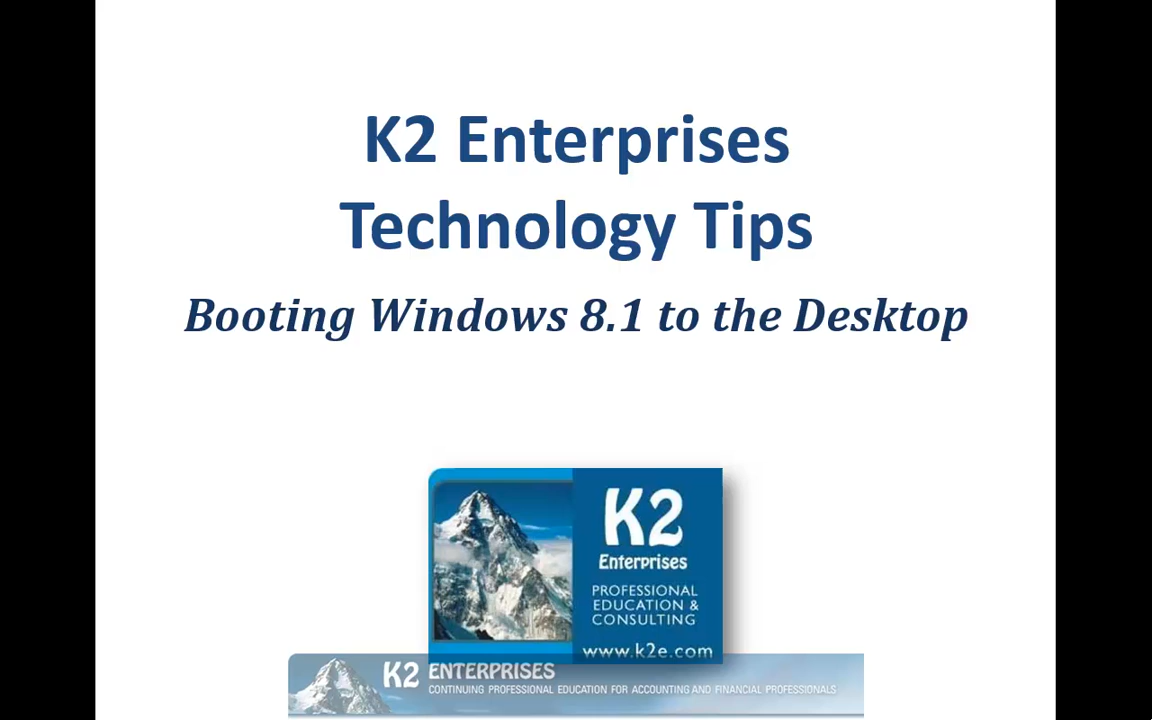 K2 Enterprises
Technology Tips
Booting Windows 8.1 to the Desktop
K2
Enterprises
PROFESSIONAL
EDUCATION &
CONSULTING
www.k2e.com
K2 ENTERPRISES
CONTINUING PROFESSIONAL EDUCATION FOR ACCOUNTING AND FINANCIAL PROFESSIONALS